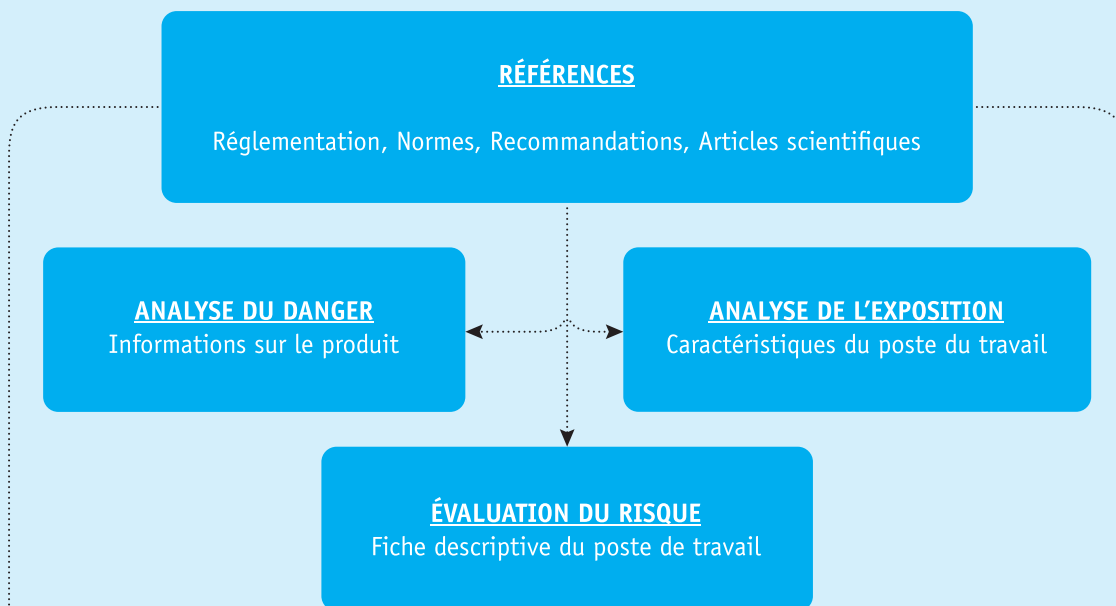 RÉFÉRENCES
Réglementation, Normes, Recommandations, Articles scientifiques
ANALYSE DU DANGER
Informations sur le produit
ANALYSE DE L’EXPOSITION
Caractéristiques du poste du travail
ÉVALUATION DU RISQUE
Fiche descriptive du poste de travail